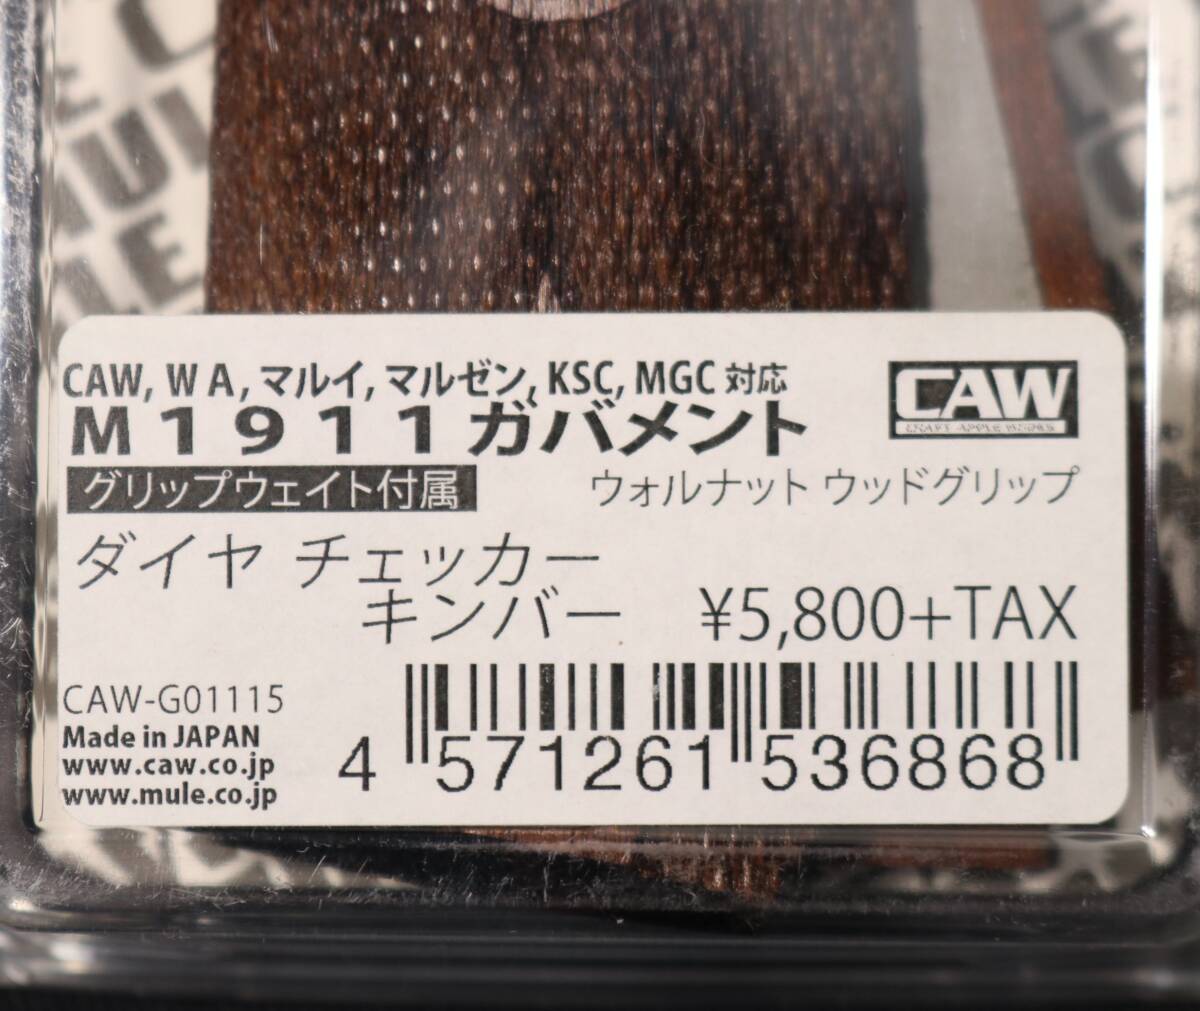 CAW, WA, マルイ, マルゼン, KSC, MGC 対応
M1911ガバメント
CAW
CRAFT APPLE WORKS
グリップウェイト付属
ウォルナット ウッドグリップ
ダイヤ チェッカー
キンバー
¥5,800+TAX
CAW-G01115
Made in JAPAN
www.caw.co.jp
www.mule.co.jp
4 571261 536868